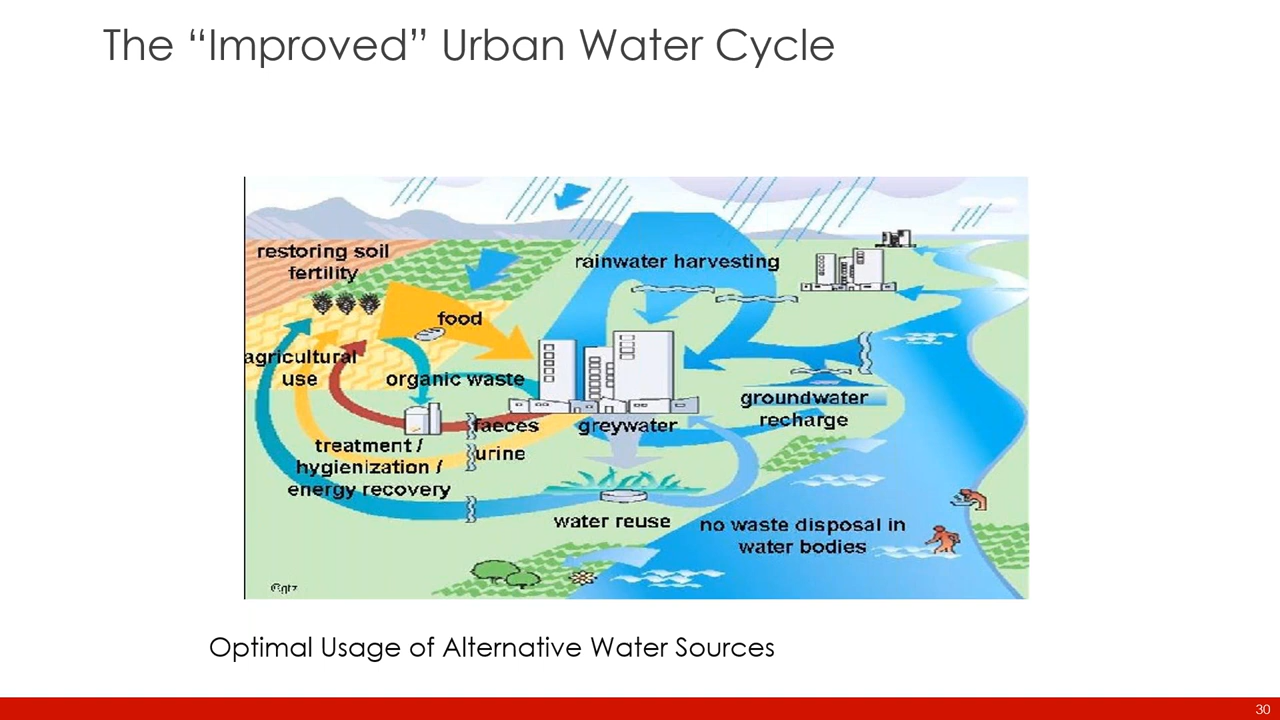 The “Improved” Urban Water Cycle
restoring soil
fertility
rainwater harvesting
food
agricultural
use
organic waste
groundwater
recharge
faeces
greywater
treatment /
hygienization /
energy recovery
urine
water reuse
no waste disposal in
water bodies
@gtz
Optimal Usage of Alternative Water Sources
30